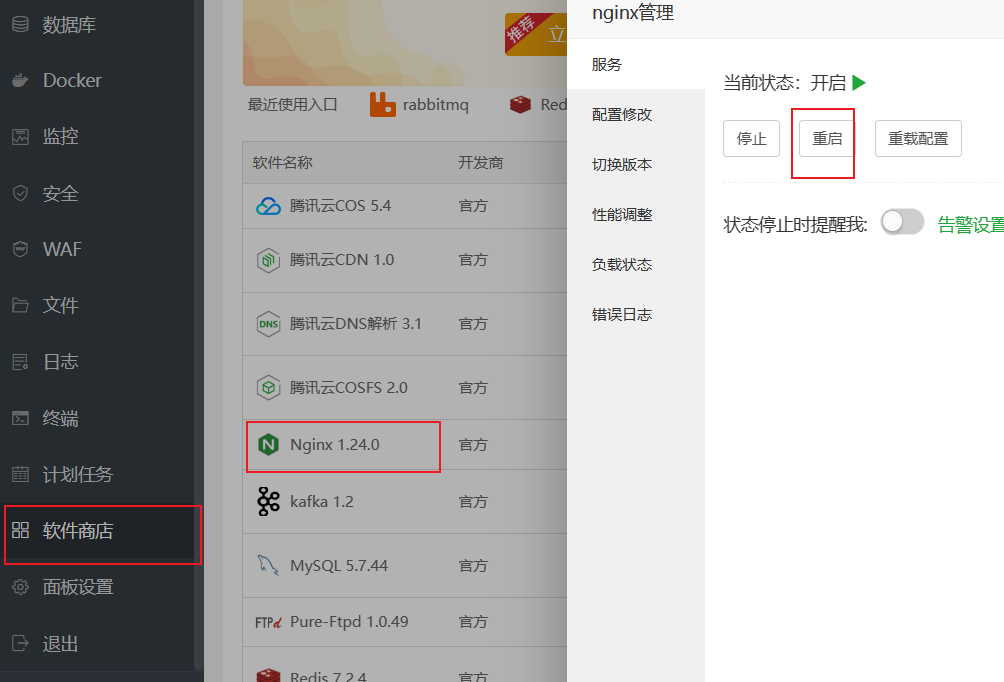 数据库
Docker
监控
安全
WAF
文件
日志
终端
计划任务
软件商店
面板设置
退出
推荐
立
最近使用入口 rabbitmq Red
软件名称 开发商
腾讯云COS 5.4 官方
腾讯云CDN 1.0 官方
DNS 腾讯云DNS解析 3.1 官方
腾讯云COSFS 2.0 官方
Nginx 1.24.0 官方
kafka 1.2 官方
MySQL 5.7.44 官方
FTPd Pure-Ftpd 1.0.49 官方
Redis 7.2.4 官方
nginx管理
服务
配置修改
切换版本
性能调整
负载状态
错误日志
当前状态：开启
停止 重启 重载配置
状态停止时提醒我: 告警设置